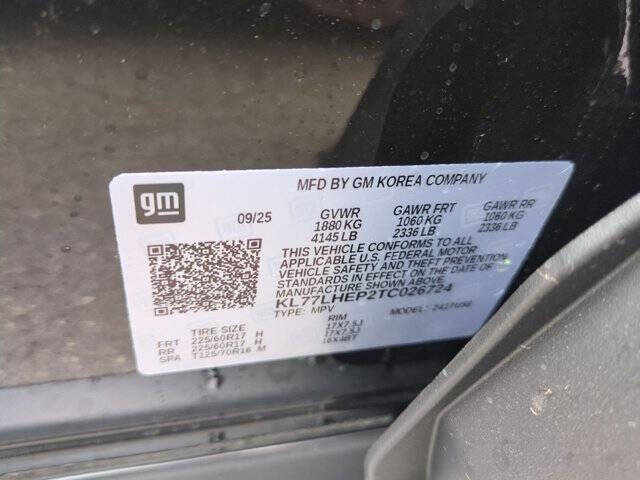 gm
MFD BY GM KOREA COMPANY
09/25 GVWR GAWR FRT GAWR RR
1880 KG 1060 KG 1060 KG
4145 LB 2336 LB 2336 LB
THIS VEHICLE CONFORMS TO ALL
APPLICABLE U.S. FEDERAL MOTOR
VEHICLE SAFETY AND THEFT PREVENTION
STANDARDS IN EFFECT ON THE DATE OF
MANUFACTURE SHOWN ABOVE.
KL77LHEP2TC026724
TYPE: MPV MODEL:
TIRE SIZE RIM
FRT 225/60R17 H 17X7.5J
RR 225/60R17 H 17X7.5J
SPA T125/70R16 M 16X4BT